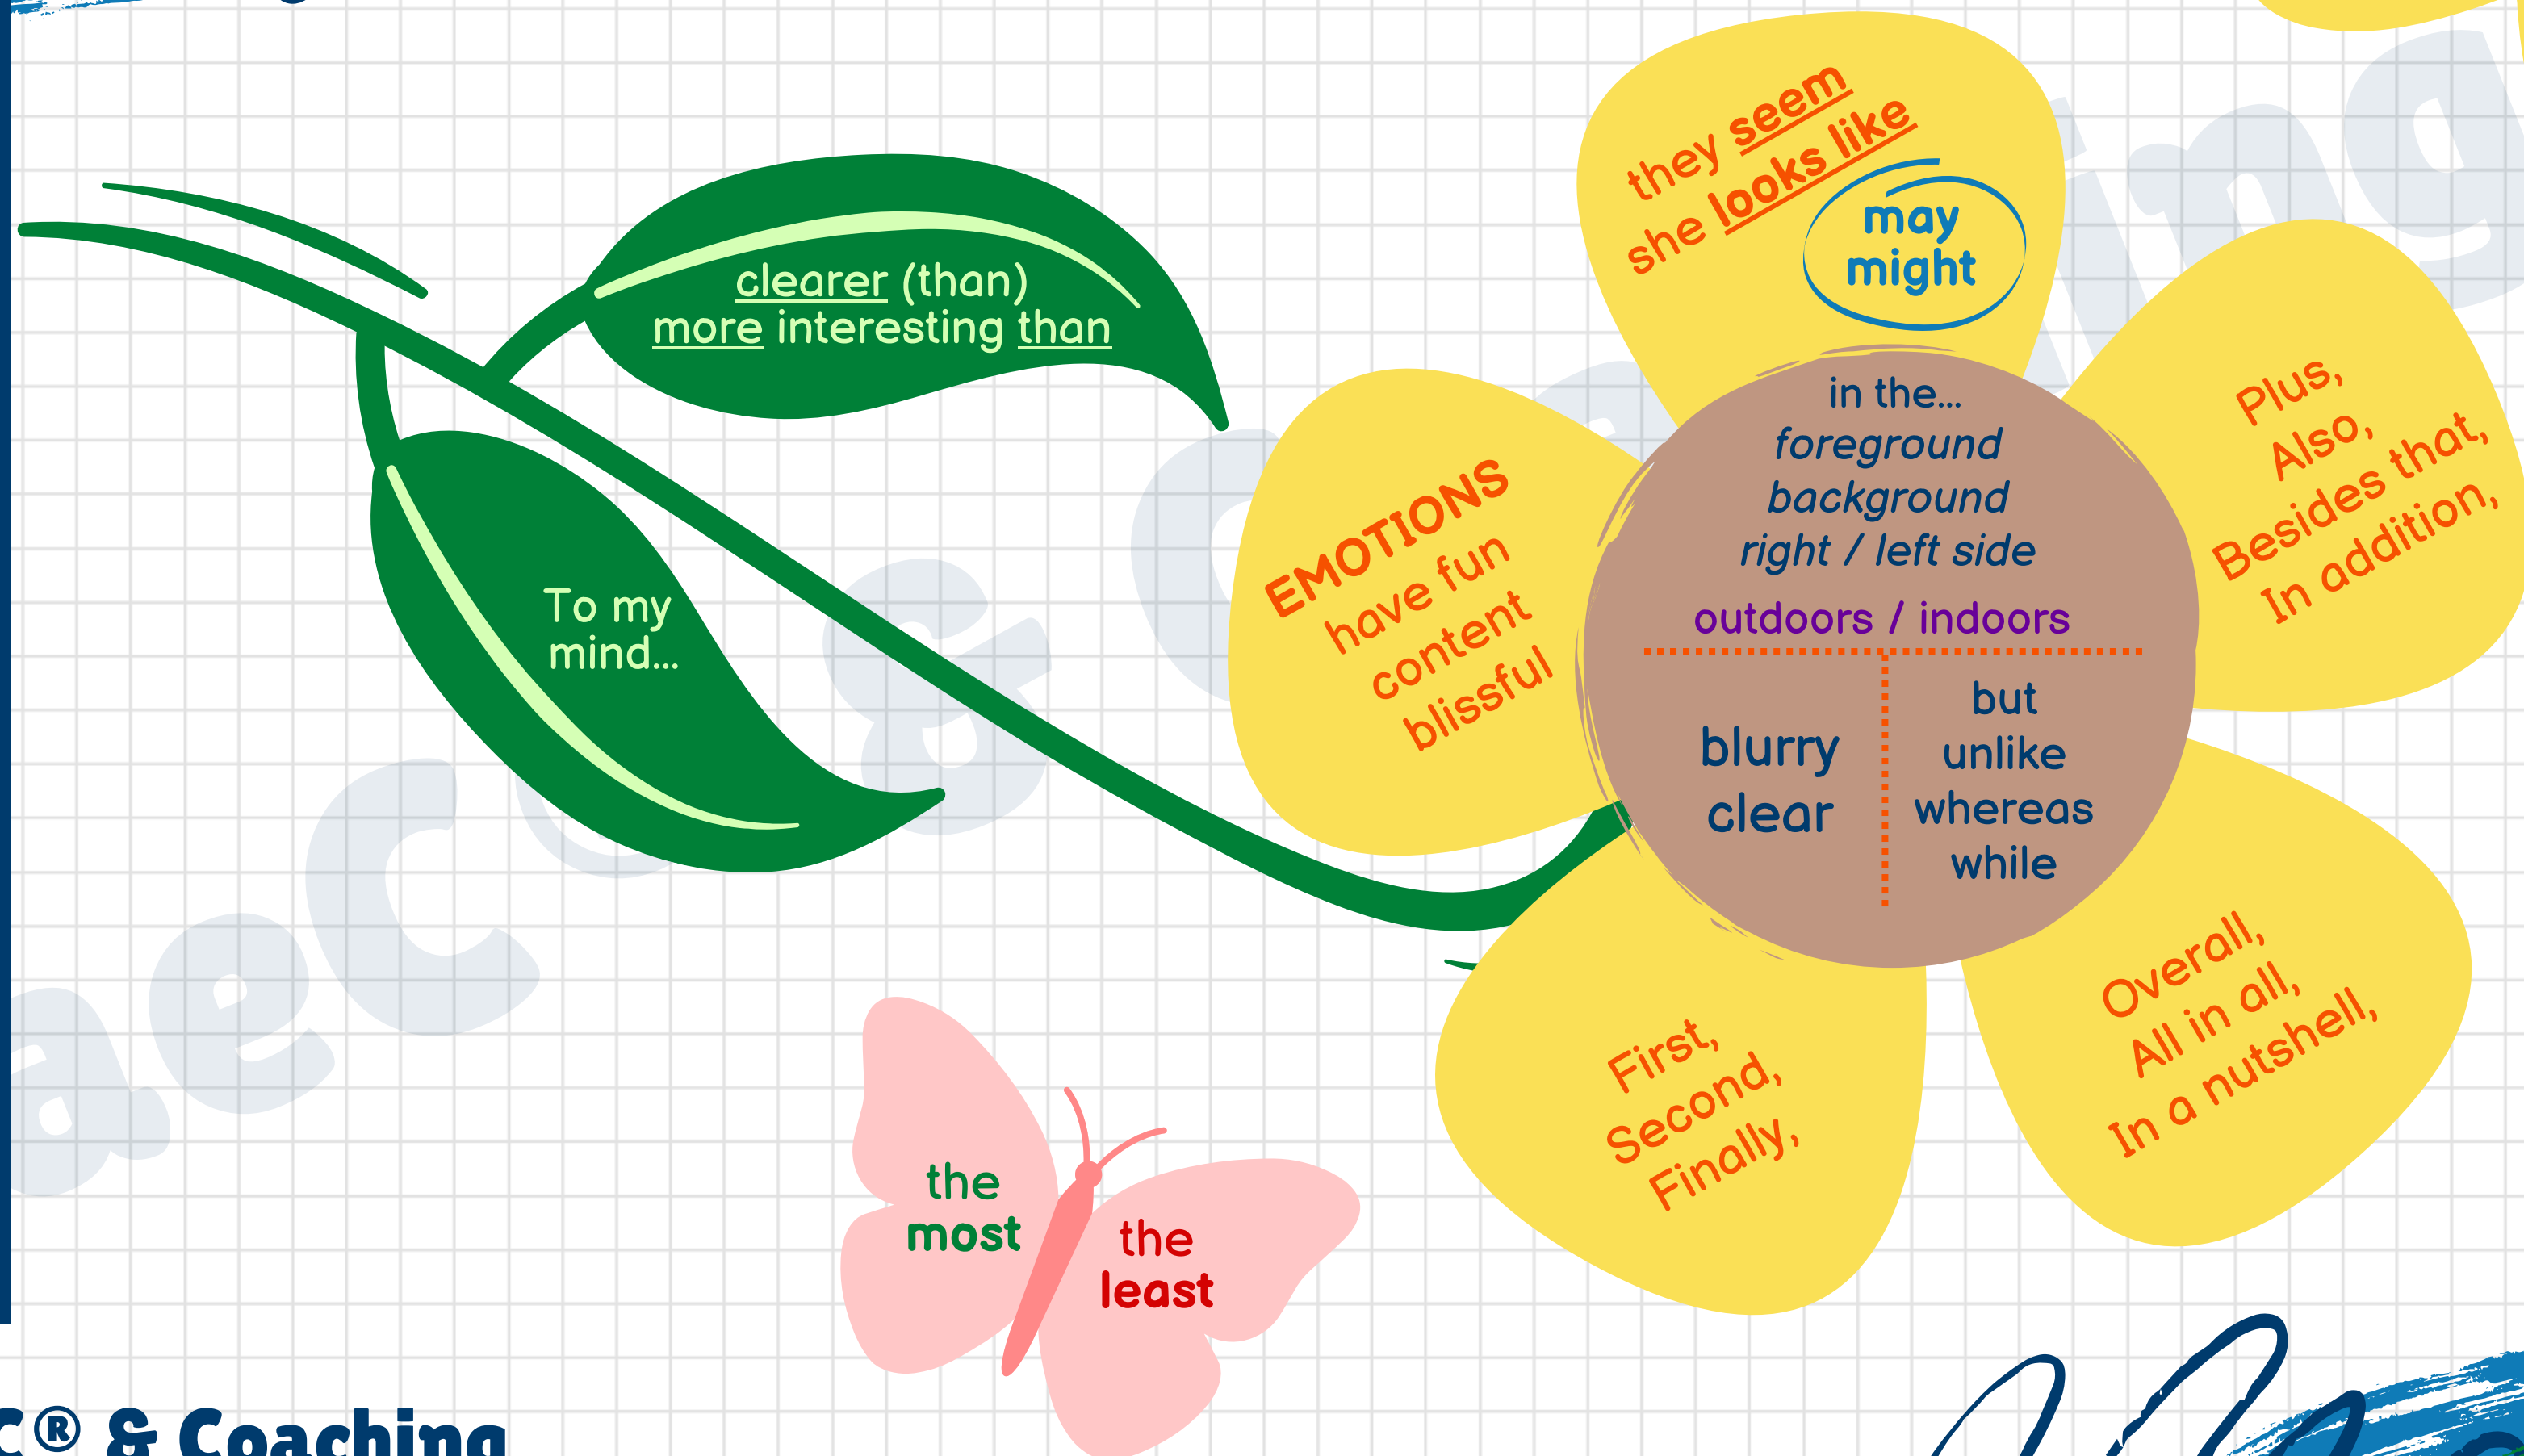 they seem
she looks like
may
might
clearer (than)
more interesting than
To my
mind...
EMOTIONS
have fun
content
blissful
in the...
foreground
background
right / left side
outdoors / indoors
blurry
clear
but
unlike
whereas
while
Plus,
Also,
Besides that,
In addition,
Overall,
All in all,
In a nutshell,
First,
Second,
Finally,
the
most
the
least
C® & Coaching